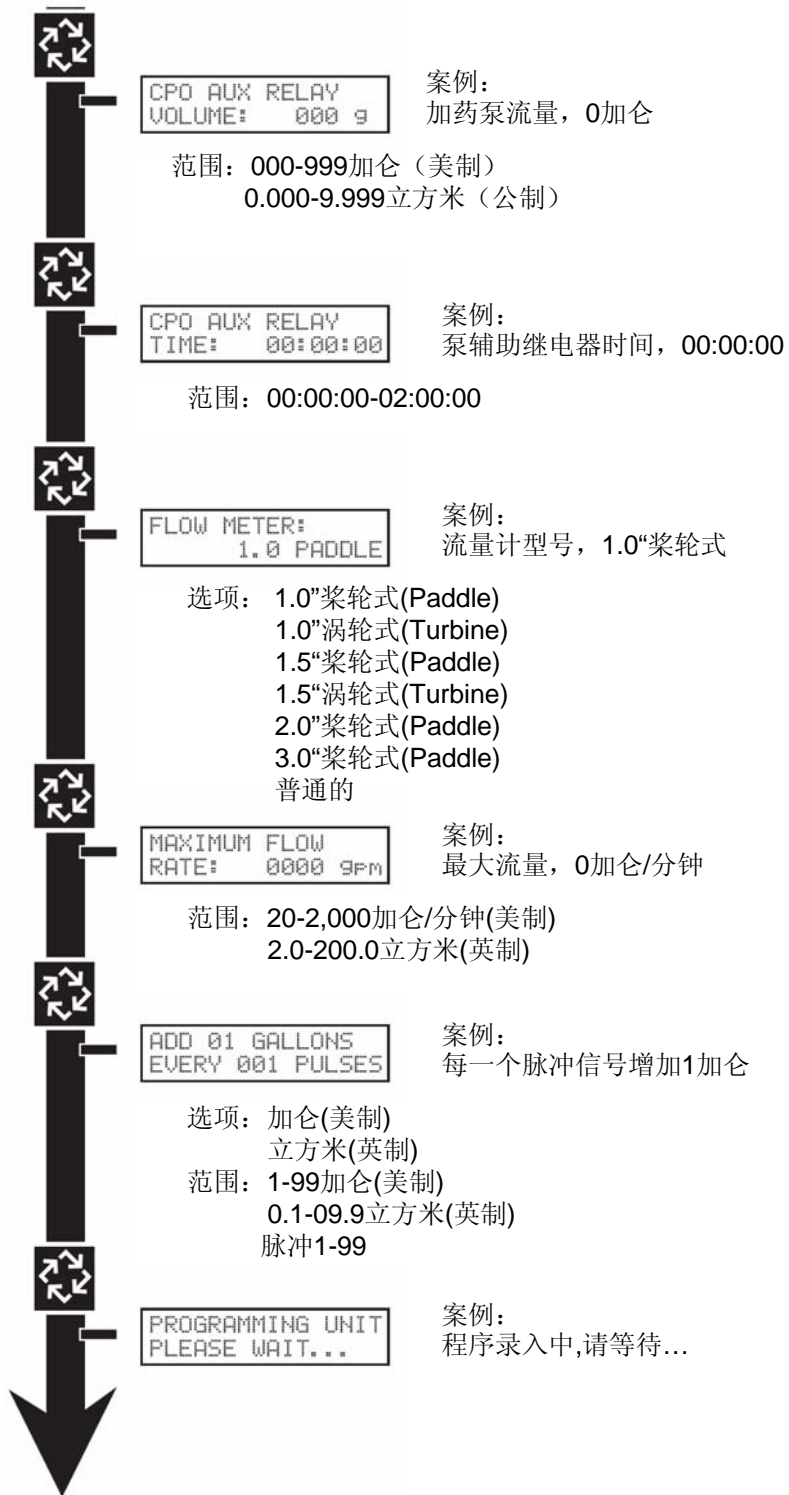 CPO AUX RELAY
VOLUME: 000 g
案例：
加药泵流量，0加仑
范围：000-999加仑（美制）
0.000-9.999立方米（公制）
CPO AUX RELAY
TIME: 00:00:00
案例：
泵辅助继电器时间，00:00:00
范围：00:00:00-02:00:00
FLOW METER:
1.0 PADDLE
案例：
流量计型号，1.0“桨轮式
选项： 1.0”桨轮式(Paddle)
1.0”涡轮式(Turbine)
1.5“桨轮式(Paddle)
1.5“涡轮式(Turbine)
2.0”桨轮式(Paddle)
3.0“桨轮式(Paddle)
普通的
MAXIMUM FLOW
RATE: 0000 gpm
案例：
最大流量，0加仑/分钟
范围：20-2,000加仑/分钟(美制)
2.0-200.0立方米(英制)
ADD 01 GALLONS
EVERY 001 PULSES
案例：
每一个脉冲信号增加1加仑
选项：加仑(美制)
立方米(英制)
范围：1-99加仑(美制)
0.1-09.9立方米(英制)
脉冲1-99
PROGRAMMING UNIT
PLEASE WAIT...
案例：
程序录入中,请等待…